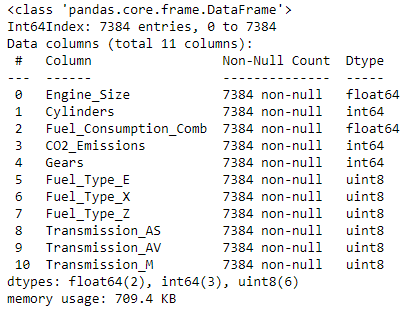 <class 'pandas.core.frame.DataFrame'>
Int64Index: 7384 entries, 0 to 7384
Data columns (total 11 columns):
 #   Column                 Non-Null Count  Dtype
---  ------                 --------------  -----
 0   Engine_Size            7384 non-null   float64
 1   Cylinders              7384 non-null   int64
 2   Fuel_Consumption_Comb  7384 non-null   float64
 3   CO2_Emissions          7384 non-null   int64
 4   Gears                  7384 non-null   int64
 5   Fuel_Type_E            7384 non-null   uint8
 6   Fuel_Type_X            7384 non-null   uint8
 7   Fuel_Type_Z            7384 non-null   uint8
 8   Transmission_AS        7384 non-null   uint8
 9   Transmission_AV        7384 non-null   uint8
 10  Transmission_M         7384 non-null   uint8
dtypes: float64(2), int64(3), uint8(6)
memory usage: 709.4 KB